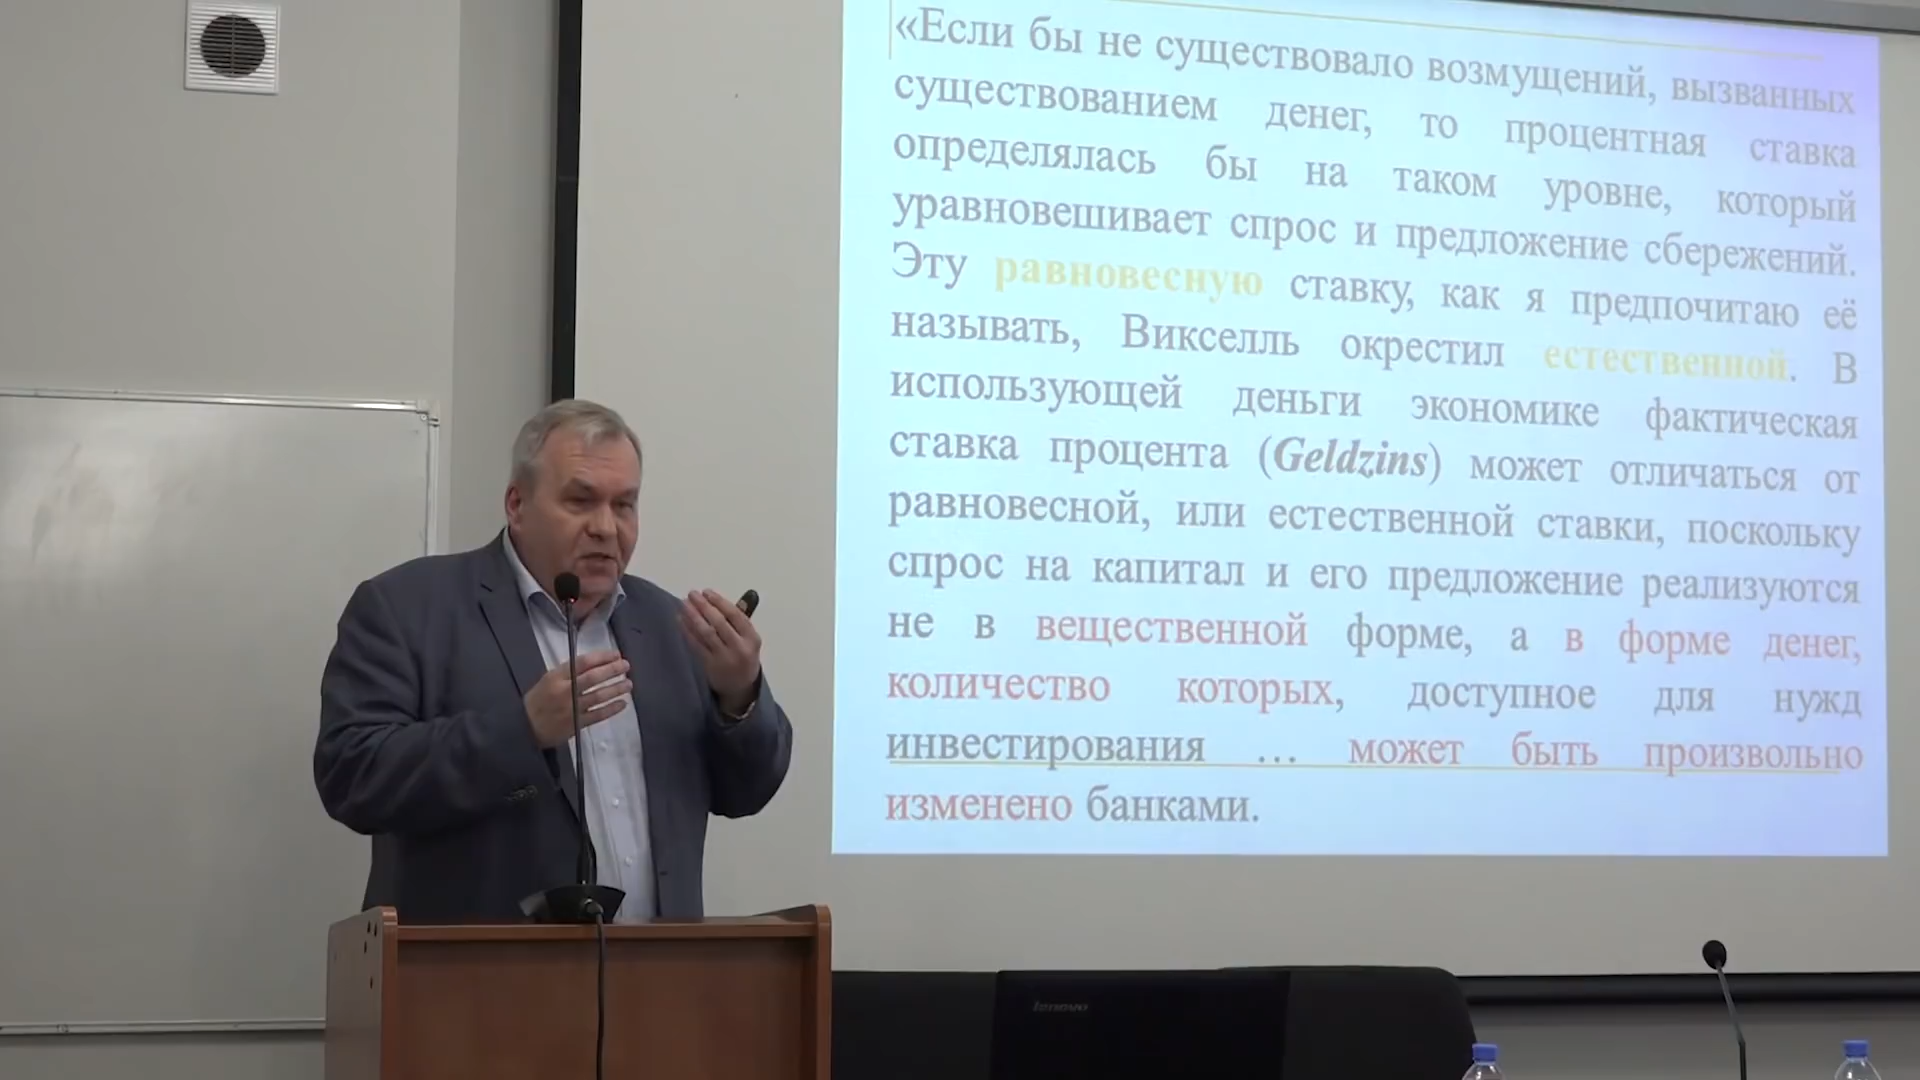 «Если бы не существовало возмущений, вызванных
существованием денег, то процентная ставка
определялась бы на таком уровне, который
уравновешивает спрос и предложение сбережений.
Эту равновесную ставку, как я предпочитаю её
называть, Викселль окрестил естественной. В
использующей деньги экономике фактическая
ставка процента (Geldzins) может отличаться от
равновесной, или естественной ставки, поскольку
спрос на капитал и его предложение реализуются
не в вещественной форме, а в форме денег,
количество которых, доступное для нужд
инвестирования ... может быть произвольно
изменено банками.
lenovo